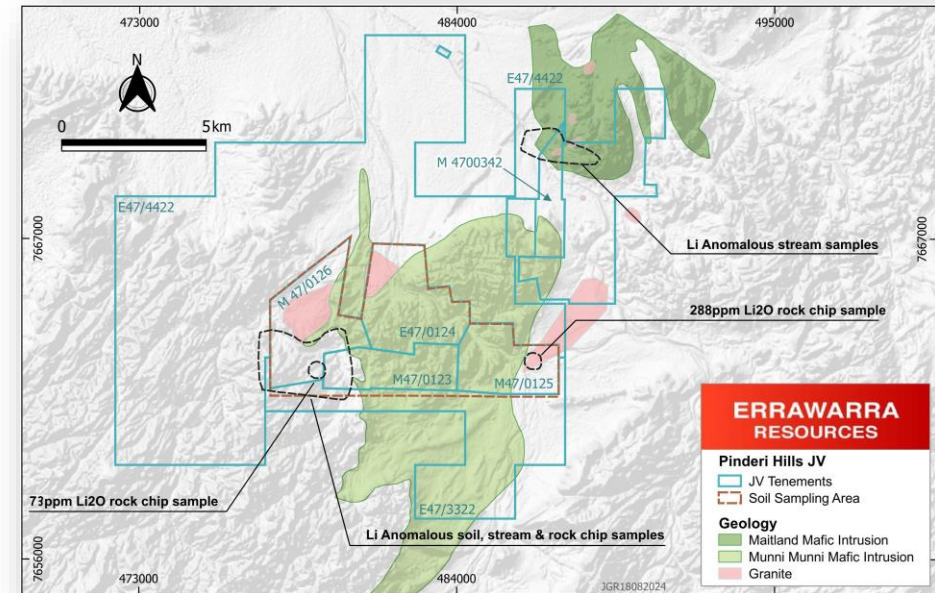 473000
484000
495000
N
0
5km
E47/4422
M 4700342
E47/4422
7667000
7667000
Li Anomalous stream samples
M 47/0126
288ppm Li2O rock chip sample
E47/0124
M47/0123
M47/0125
ERRAWARRA
RESOURCES
Pinderi Hills JV
JV Tenements
Soil Sampling Area
73ppm Li2O rock chip sample
E47/3322
Li Anomalous soil, stream & rock chip samples
Geology
Maitland Mafic Intrusion
Munni Munni Mafic Intrusion
Granite
7656000
473000
484000
JGR18082024